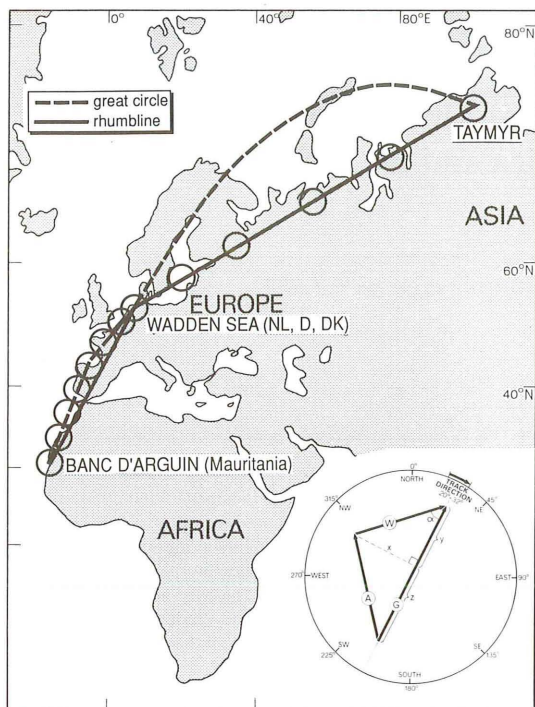 0° 40° 80°E
80°N
great circle
rhumbline
TAYMYR
ASIA
60°N
EUROPE
WADDEN SEA (NL, D, DK)
40°N
BANC D'ARGUIN (Mauritania)
AFRICA
0°
NORTH
TRACK
DIRECTION
20°-32°
315°
NW
45°
NE
W
α
x
y
270°
WEST
EAST
90°
A
G
z
SW
225°
SE
135°
SOUTH
180°